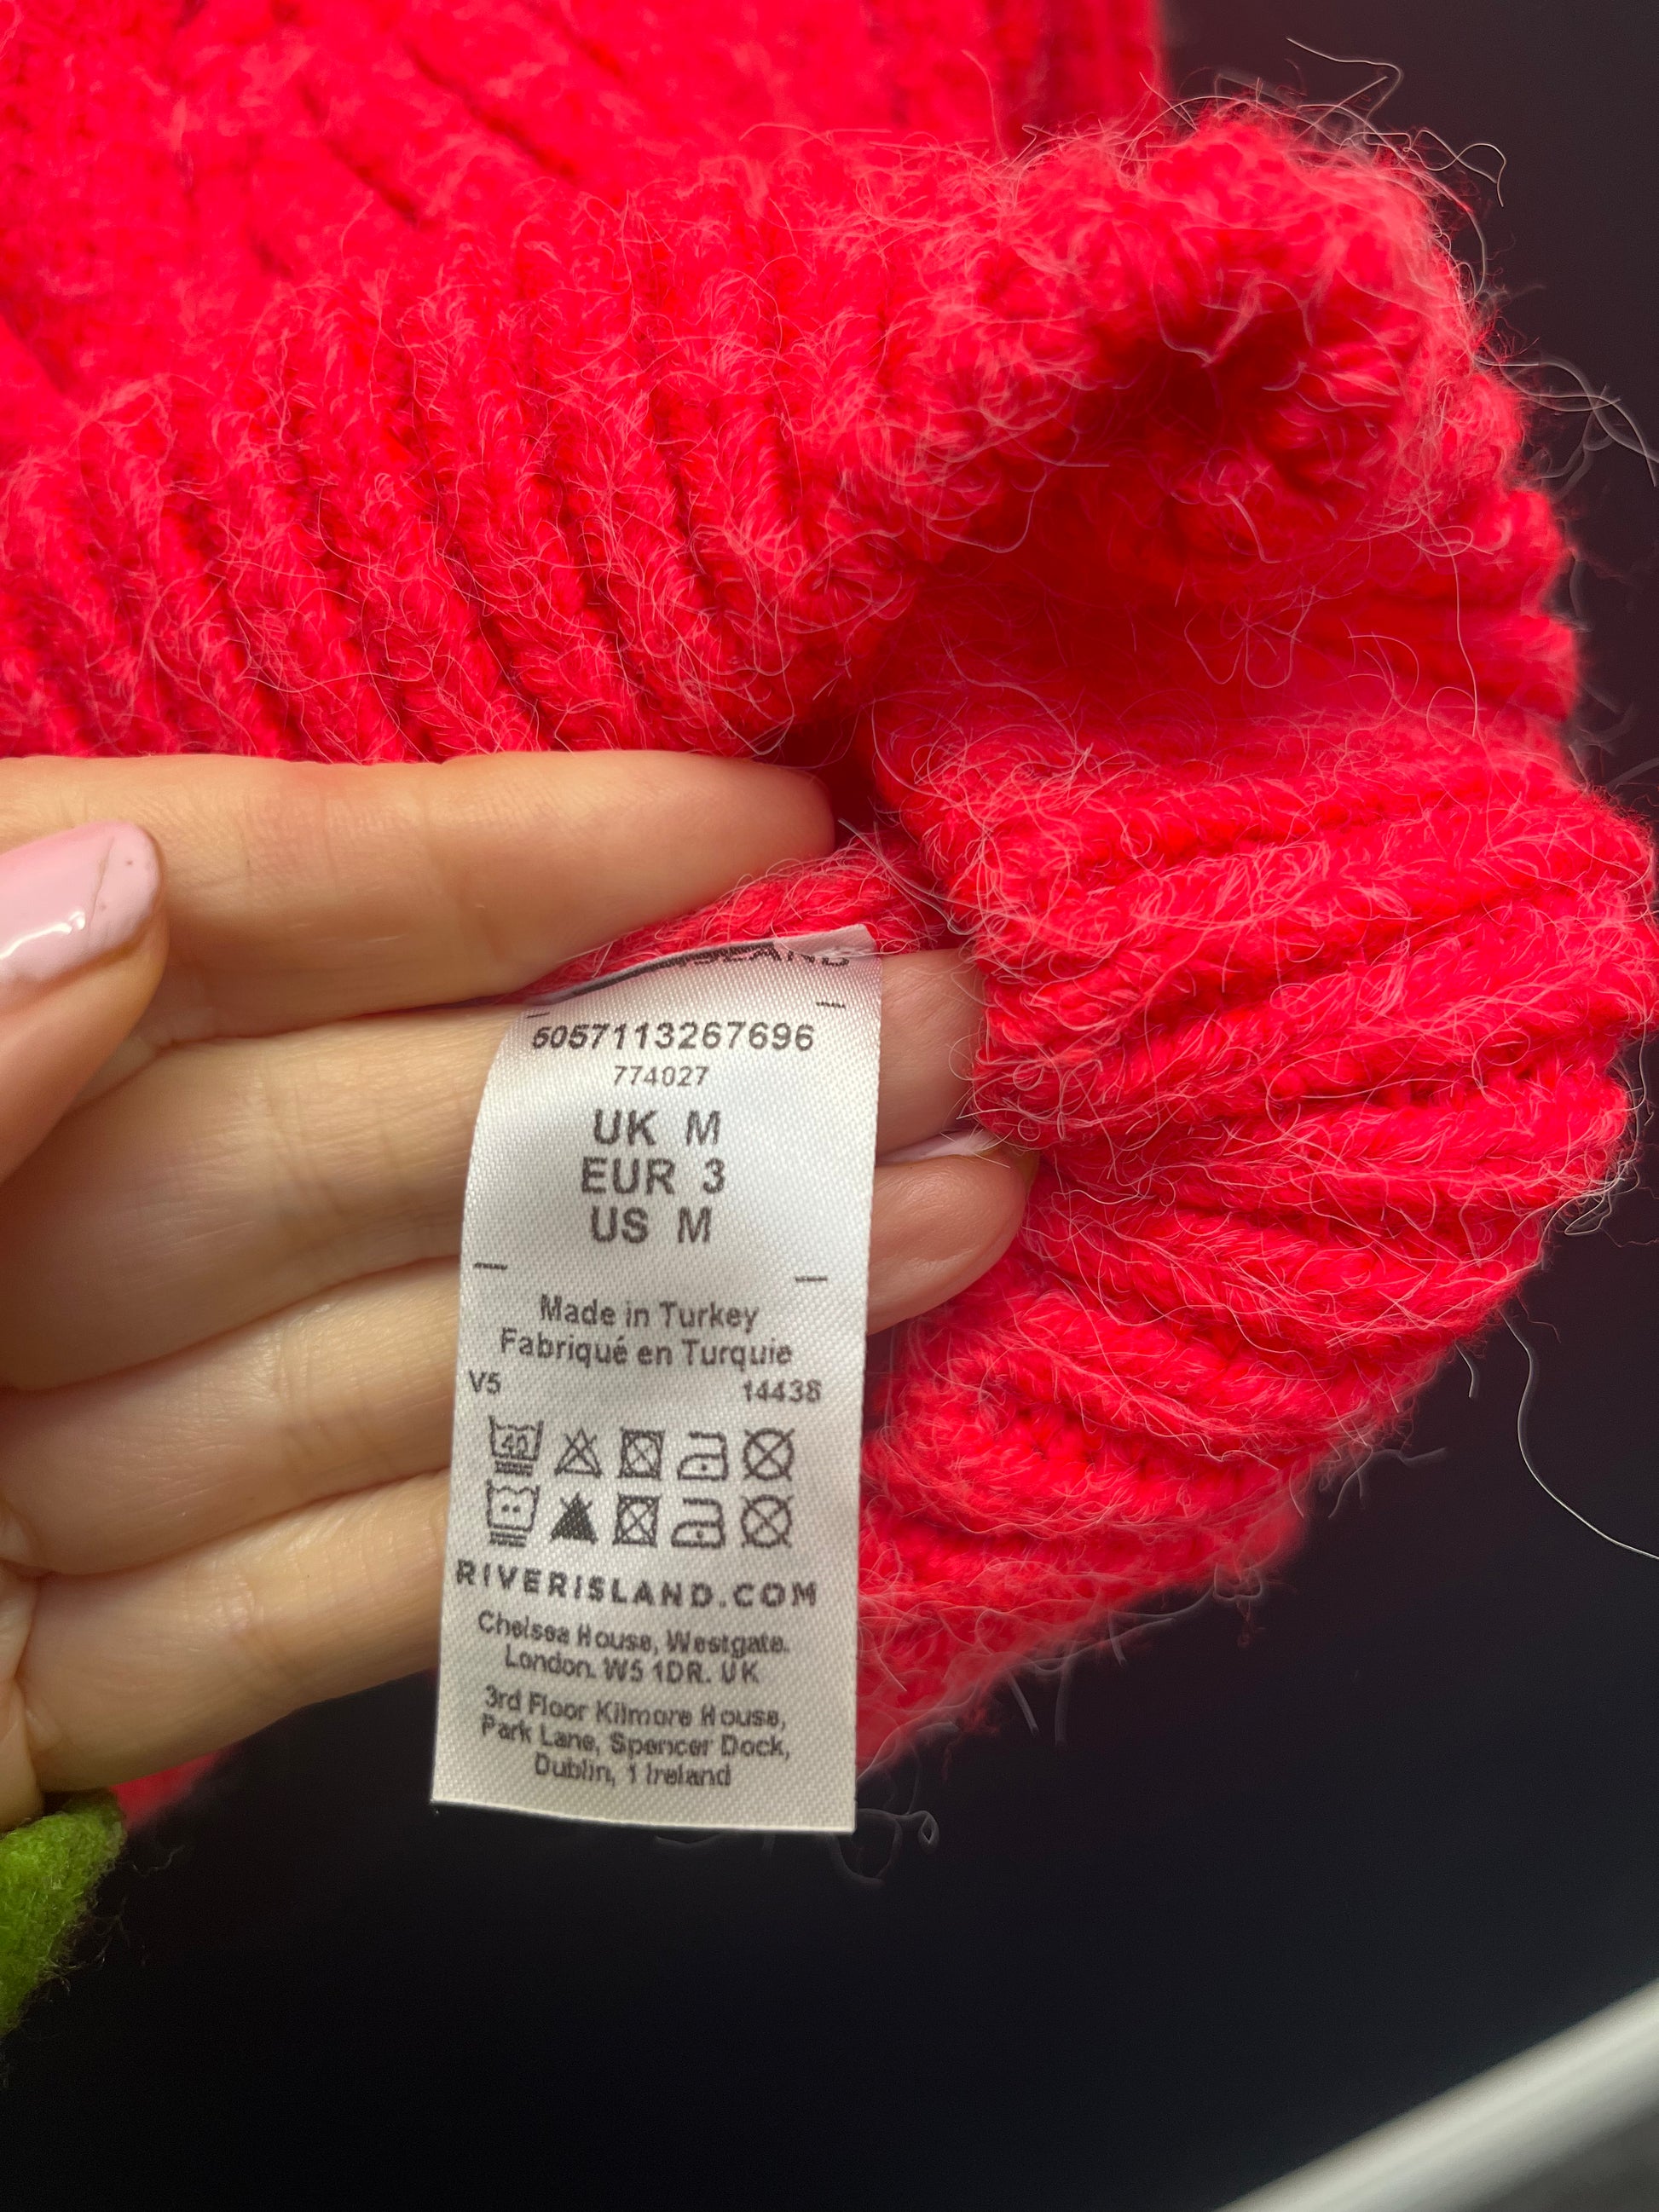 5057113267696
774027
UK M
EUR 3
US M
Made in Turkey
Fabriqué en Turquie
V5 14438
40
RIVERISLAND.COM
Chelsea House, Westgate.
London. W5 1DR. UK
3rd Floor Kilmore House,
Park Lane, Spencer Dock,
Dublin, 1 Ireland